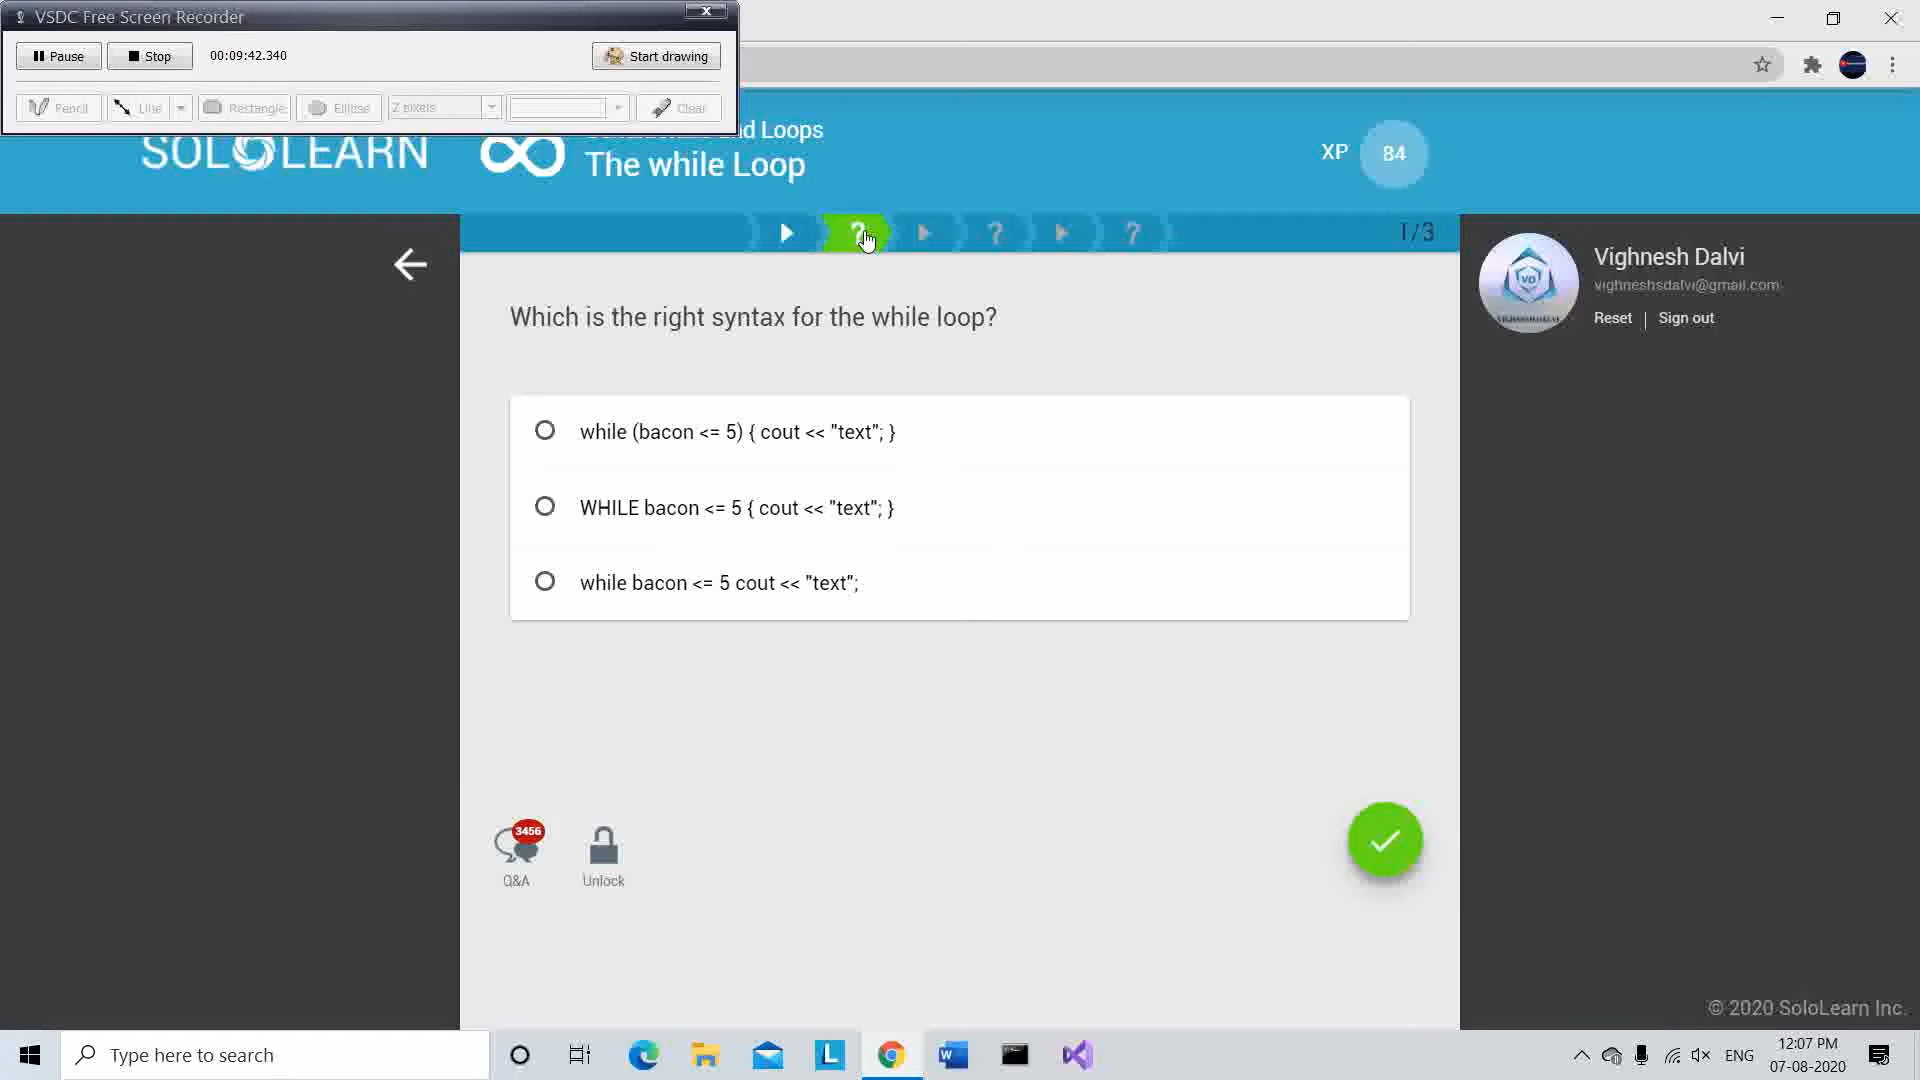 VSDC Free Screen Recorder
Pause
Stop
00:09:42.340
Start drawing
Pencil
Line
Rectangle
Ellipse
2 pixels
Clear
SOLOLEARN
Loops
The while Loop
XP
84
? ? ?
1/3
Vighnesh Dalvi
vighneshsdalvi@gmail.com
Reset
Sign out
Which is the right syntax for the while loop?
while (bacon <= 5) { cout << "text"; }
WHILE bacon <= 5 { cout << "text"; }
while bacon <= 5 cout << "text";
3456
Q&A
Unlock
© 2020 SoloLearn Inc.
Type here to search
ENG
12:07 PM
07-08-2020